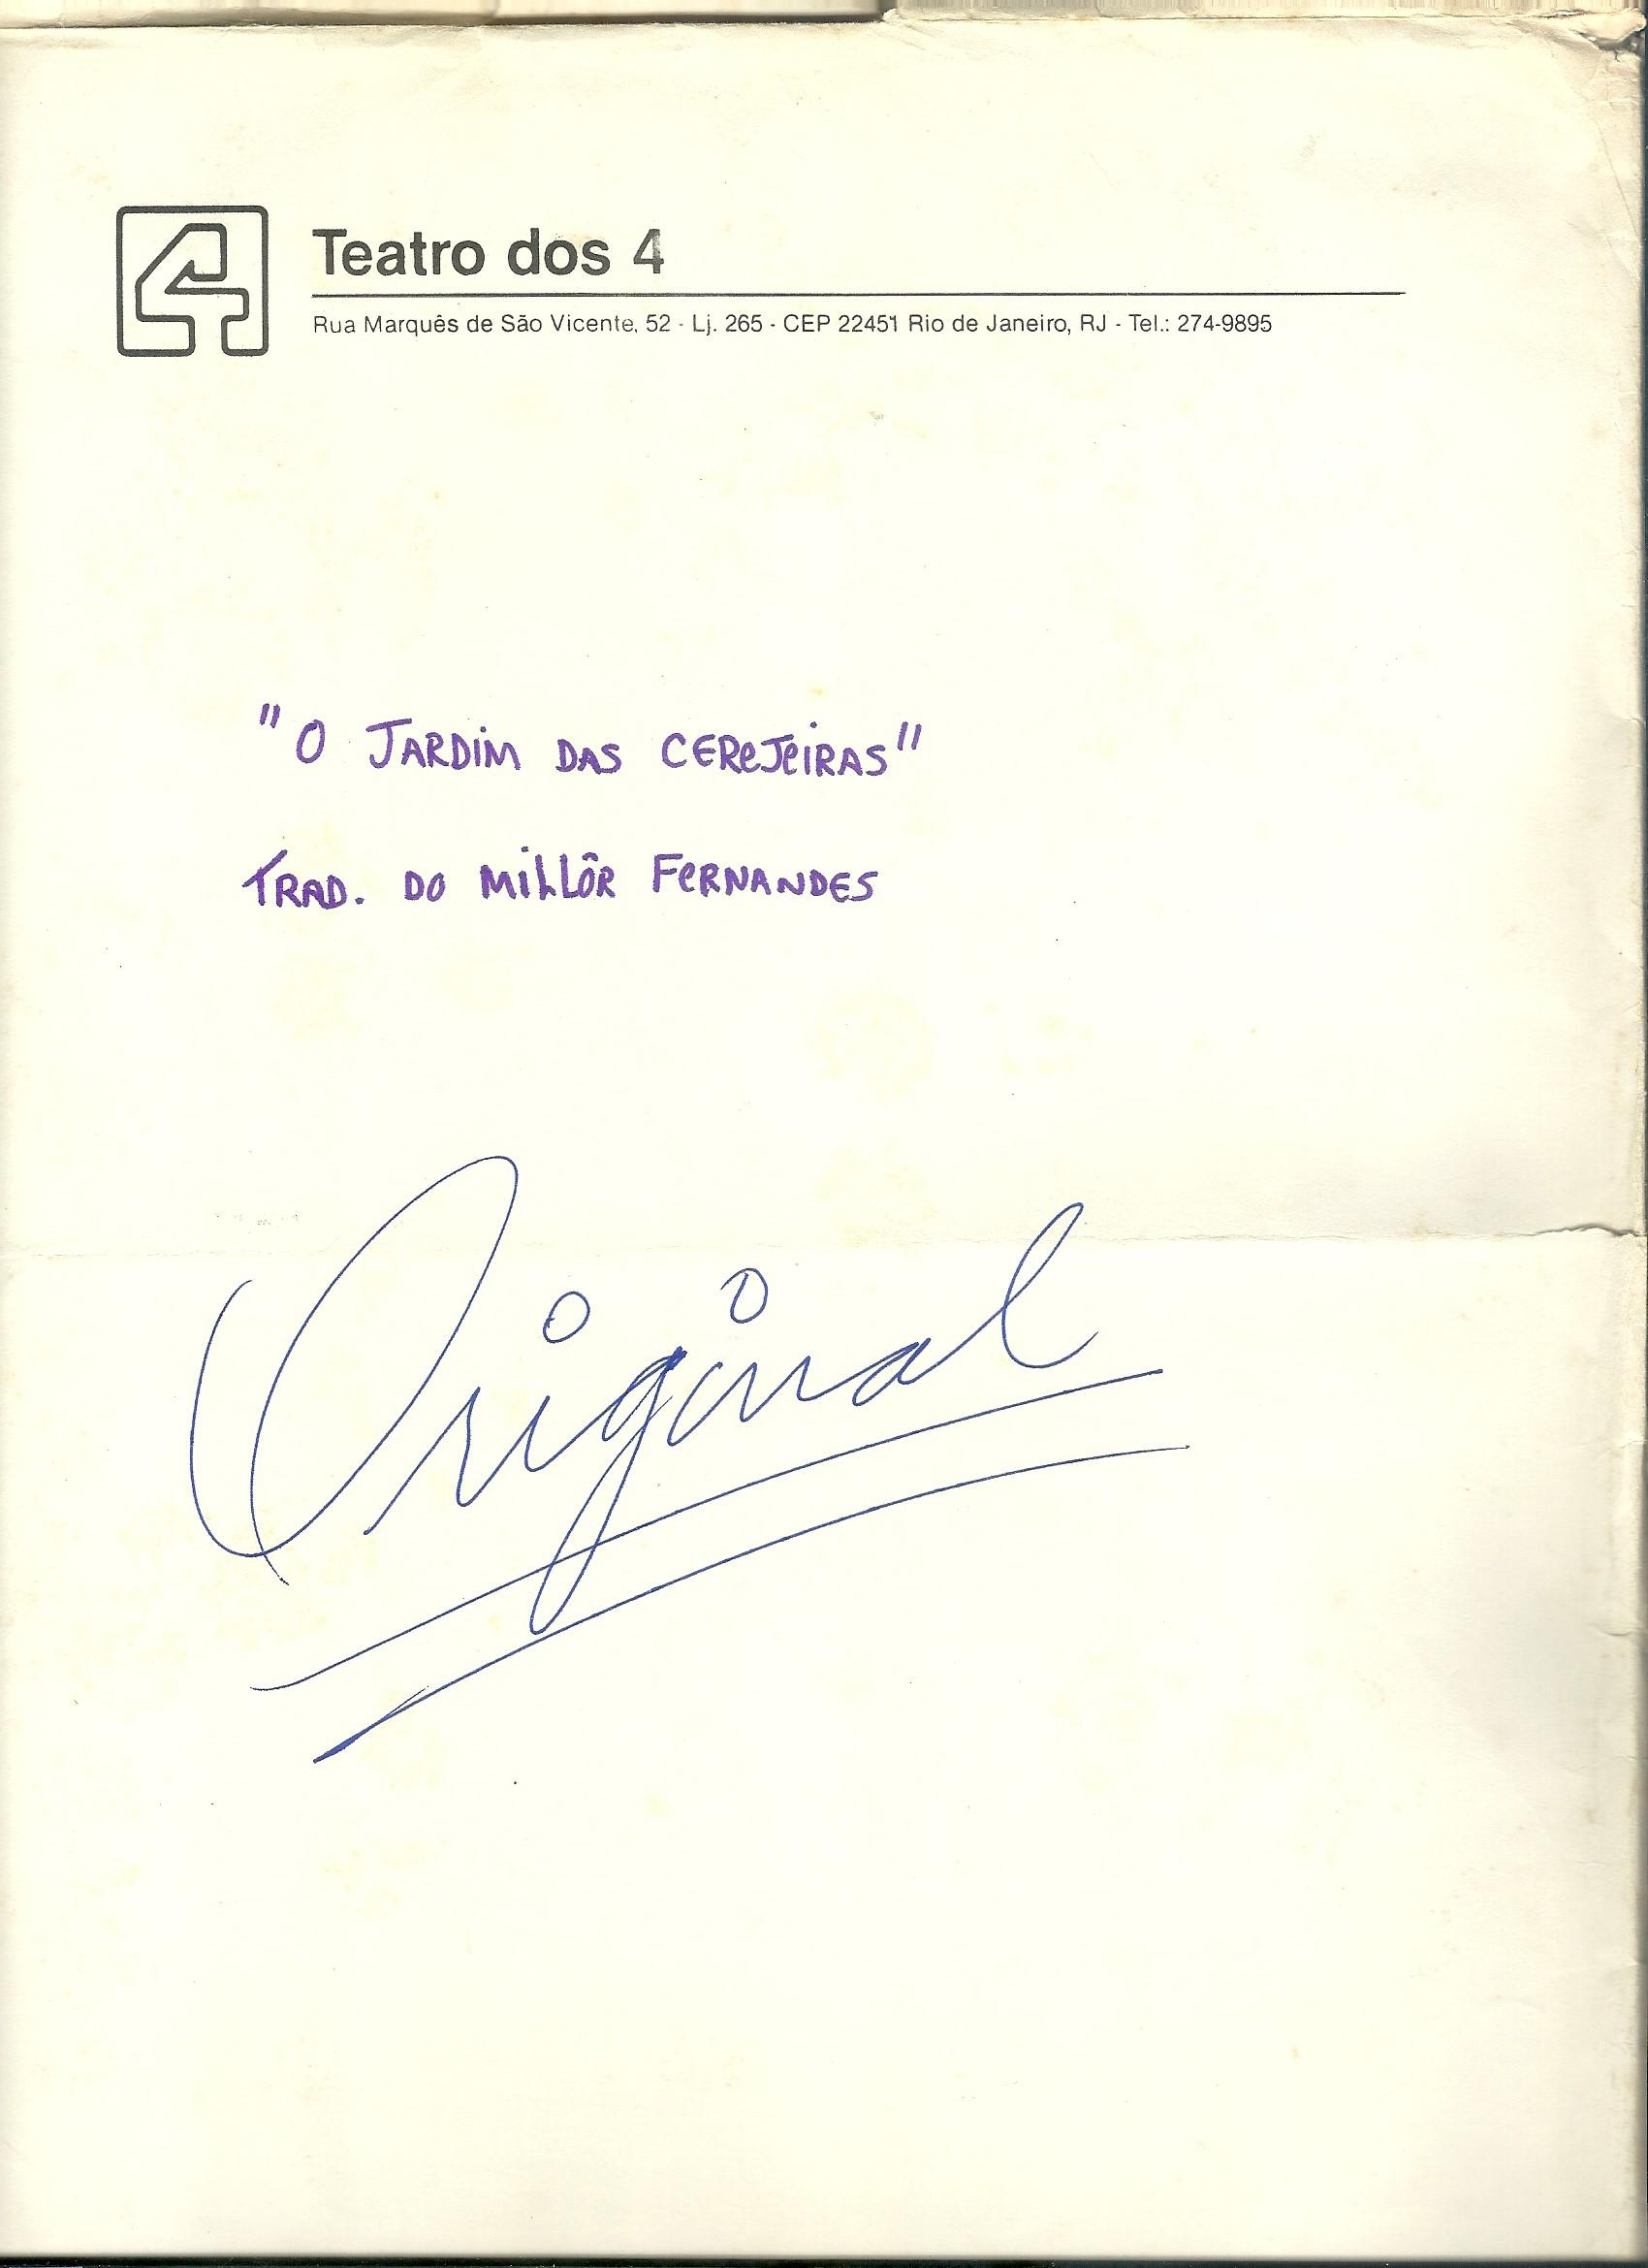 4
Teatro dos 4
Rua Marquês de São Vicente, 52 - Lj. 265 - CEP 22451 Rio de Janeiro, RJ - Tel.: 274-9895
"O JARDIM DAS CEREJEIRAS"
TRAD. DO MILLÔR FERNANDES
Original